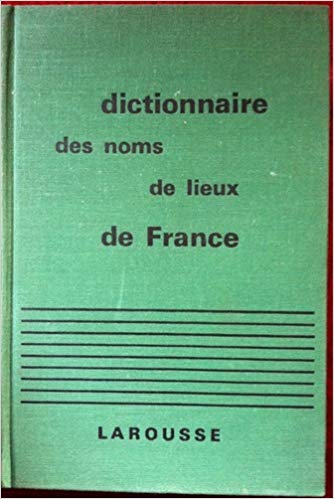 dictionnaire
des noms
de lieux
de France
LAROUSSE